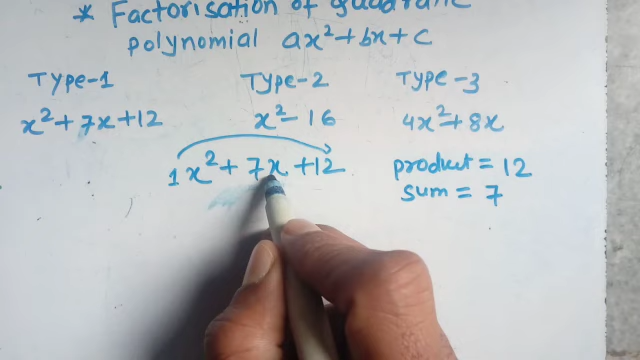 * Factorisation of quadratic
polynomial ax²+bx+c
Type-1 Type-2 Type-3
x²+7x+12 x²-16 4x²+8x
1x²+7x+12 product=12
sum=7